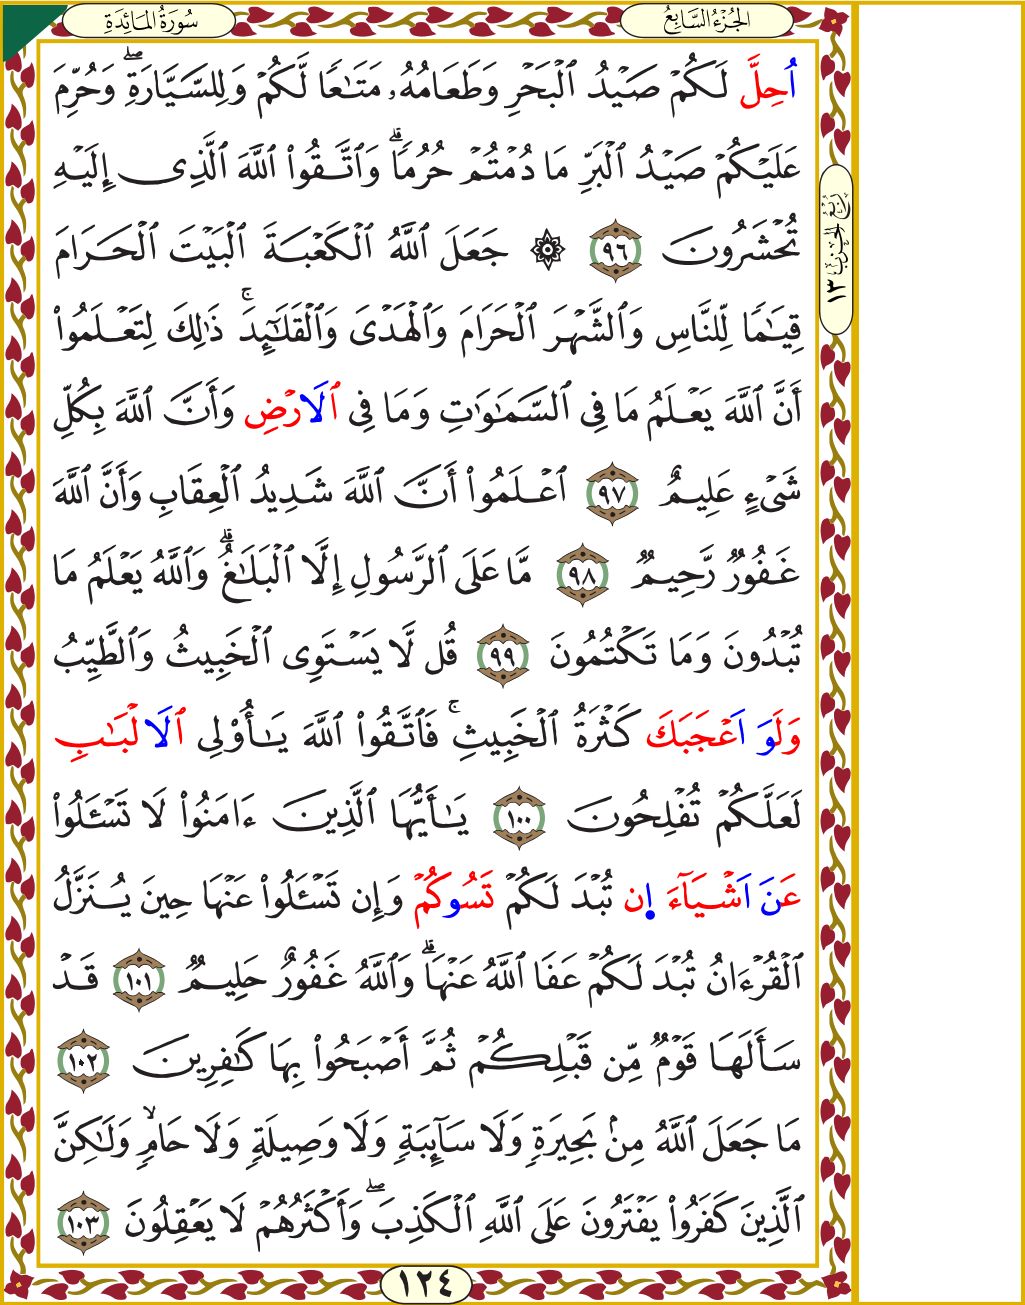 سُورَةُ المَائِدَةِ
الجُزْءُ السَّابِعُ
اُحِلَّ لَكُمْ صَيْدُ ٱلْبَحْرِ وَطَعَامُهُۥ مَتَٰعًا لَّكُمْ وَلِلسَّيَّارَةِۖ وَحُرِّمَ
عَلَيْكُمْ صَيْدُ ٱلْبَرِّ مَا دُمْتُمْ حُرُمًاۗ وَٱتَّقُوا۟ ٱللَّهَ ٱلَّذِى إِلَيْهِ
تُحْشَرُونَ ٩٦ ۞ جَعَلَ ٱللَّهُ ٱلْكَعْبَةَ ٱلْبَيْتَ ٱلْحَرَامَ
قِيَٰمًا لِّلنَّاسِ وَٱلشَّهْرَ ٱلْحَرَامَ وَٱلْهَدْىَ وَٱلْقَلَٰٓئِدَۚ ذَٰلِكَ لِتَعْلَمُوا۟
أَنَّ ٱللَّهَ يَعْلَمُ مَا فِى ٱلسَّمَٰوَٰتِ وَمَا فِى ٱلَارْضِ وَأَنَّ ٱللَّهَ بِكُلِّ
شَىْءٍ عَلِيمٌ ٩٧ ٱعْلَمُوٓا۟ أَنَّ ٱللَّهَ شَدِيدُ ٱلْعِقَابِ وَأَنَّ ٱللَّهَ
غَفُورٌ رَّحِيمٌ ٩٨ مَّا عَلَى ٱلرَّسُولِ إِلَّا ٱلْبَلَٰغُۗ وَٱللَّهُ يَعْلَمُ مَا
تُبْدُونَ وَمَا تَكْتُمُونَ ٩٩ قُل لَّا يَسْتَوِى ٱلْخَبِيثُ وَٱلطَّيِّبُ
وَلَوَ اَعْجَبَكَ كَثْرَةُ ٱلْخَبِيثِۚ فَٱتَّقُوا۟ ٱللَّهَ يَٰٓأُو۟لِى ٱلَالْبَٰبِ
لَعَلَّكُمْ تُفْلِحُونَ ١٠٠ يَٰٓأَيُّهَا ٱلَّذِينَ ءَامَنُوا۟ لَا تَسْـَٔلُوا۟
عَنَ اَشْيَآءَ إِن تُبْدَ لَكُمْ تَسُوكُمْ وَإِن تَسْـَٔلُوا۟ عَنْهَا حِينَ يُنَزَّلُ
ٱلْقُرْءَانُ تُبْدَ لَكُمْ عَفَا ٱللَّهُ عَنْهَاۗ وَٱللَّهُ غَفُورٌ حَلِيمٌ ١٠١ قَدْ
سَأَلَهَا قَوْمٌ مِّن قَبْلِكُمْ ثُمَّ أَصْبَحُوا۟ بِهَا كَٰفِرِينَ ١٠٢
مَا جَعَلَ ٱللَّهُ مِنۢ بَحِيرَةٍ وَلَا سَآئِبَةٍ وَلَا وَصِيلَةٍ وَلَا حَامٍۙ وَلَٰكِنَّ
ٱلَّذِينَ كَفَرُوا۟ يَفْتَرُونَ عَلَى ٱللَّهِ ٱلْكَذِبَۖ وَأَكْثَرُهُمْ لَا يَعْقِلُونَ ١٠٣
رُبْعُ الحِزْبِ ١٣
١٢٤